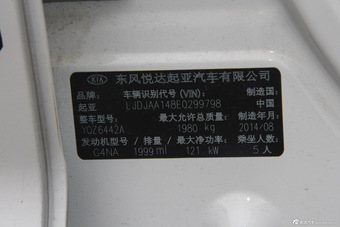 KIA 东风悦达起亚汽车有限公司
品牌: 车辆识别代号(VIN): 制造国:
起亚 LJDJAA148E0299798 中国
整车型号: 最大允许总质量: 制造年月:
YQZ6442A 1980 kg 2014/08
发动机型号 / 排量 / 最大净功率: 乘坐人数:
G4NA 1999 ml 121 kW 5 人